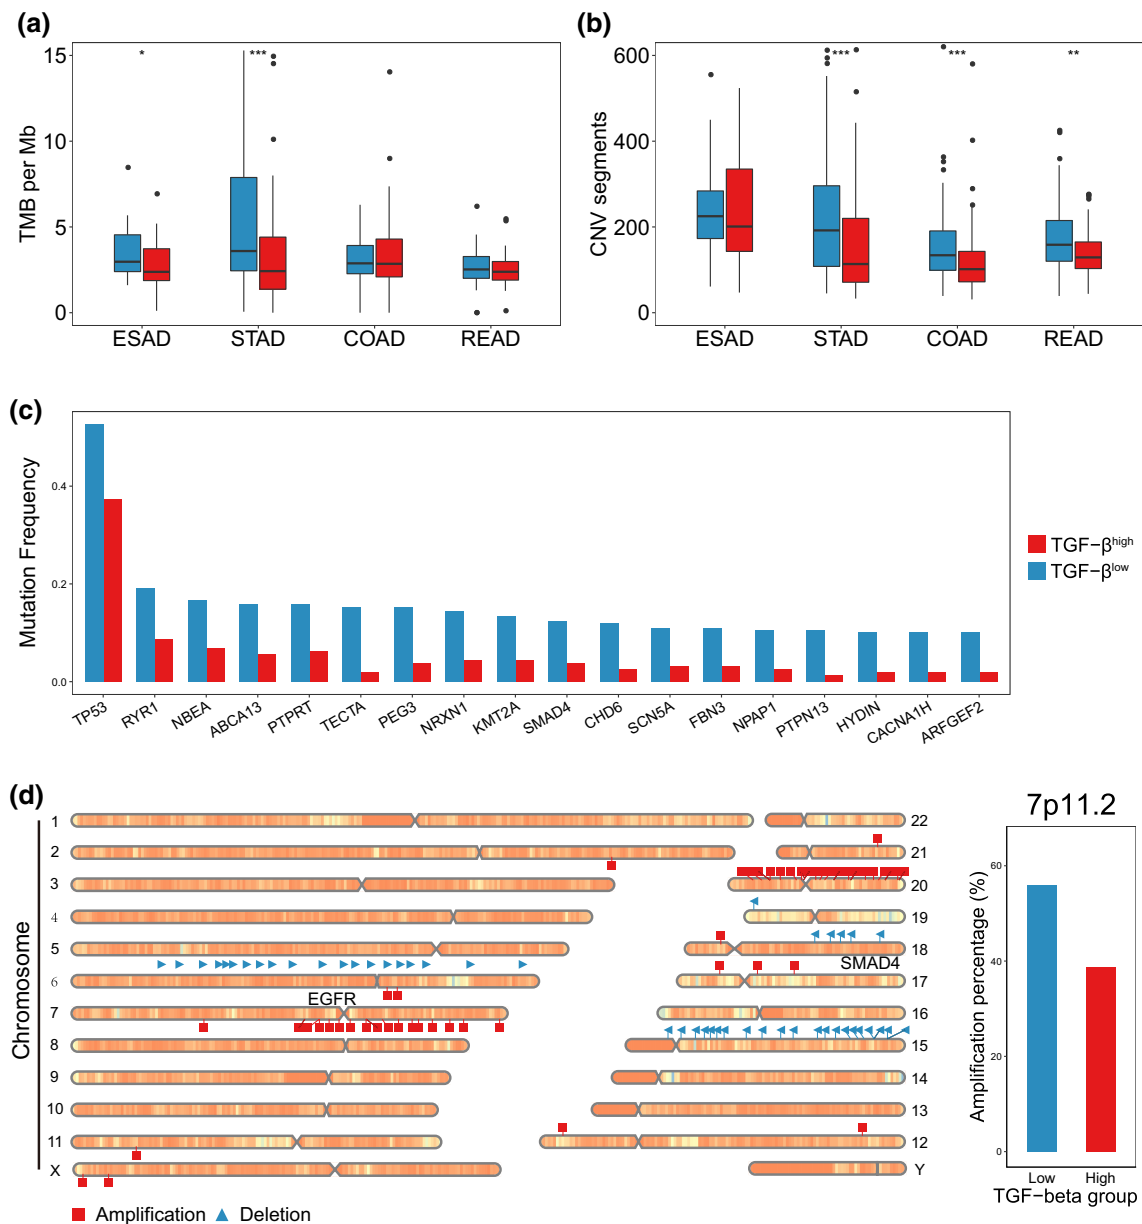 (a)
TMB per Mb
15
10
5
0
*
***
ESAD
STAD
COAD
READ
(b)
CNV segments
600
400
200
0
***
***
**
ESAD
STAD
COAD
READ
(c)
Mutation Frequency
0.4
0.2
0.0
TP53
RYR1
NBEA
ABCA13
PTPRT
TECTA
PEG3
NRXN1
KMT2A
SMAD4
CHD6
SCN5A
FBN3
NPAP1
PTPN13
HYDIN
CACNA1H
ARFGEF2
TGF−β^high
TGF−β^low
(d)
Chromosome
1
2
3
4
5
6
7
8
9
10
11
X
EGFR
22
21
20
19
18
SMAD4
17
16
15
14
13
12
Y
Amplification
Deletion
7p11.2
Amplification percentage (%)
60
40
20
0
Low
High
TGF−beta group